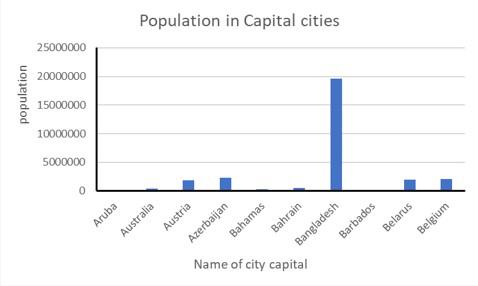 Population in Capital cities
population
25000000
20000000
15000000
10000000
5000000
0
Aruba
Australia
Austria
Azerbaijan
Bahamas
Bahrain
Bangladesh
Barbados
Belarus
Belgium
Name of city capital